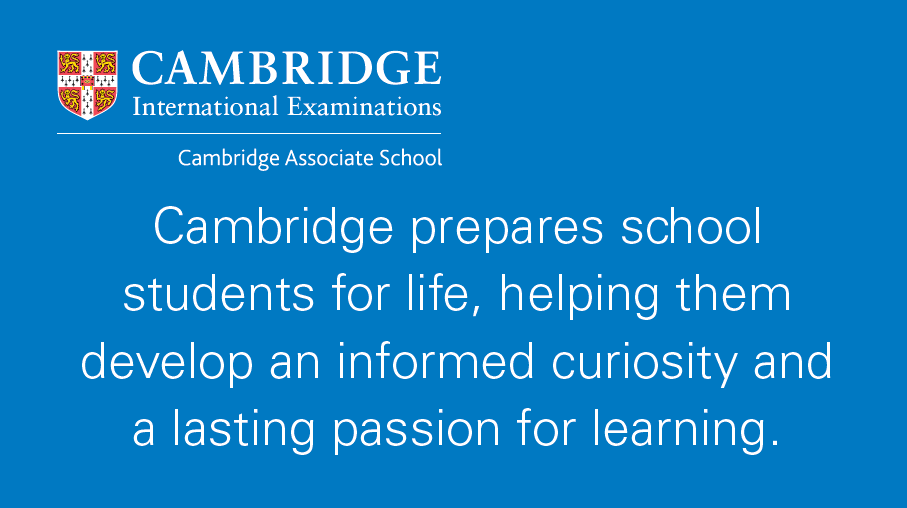 CAMBRIDGE
International Examinations
Cambridge Associate School
Cambridge prepares school
students for life, helping them
develop an informed curiosity and
a lasting passion for learning.